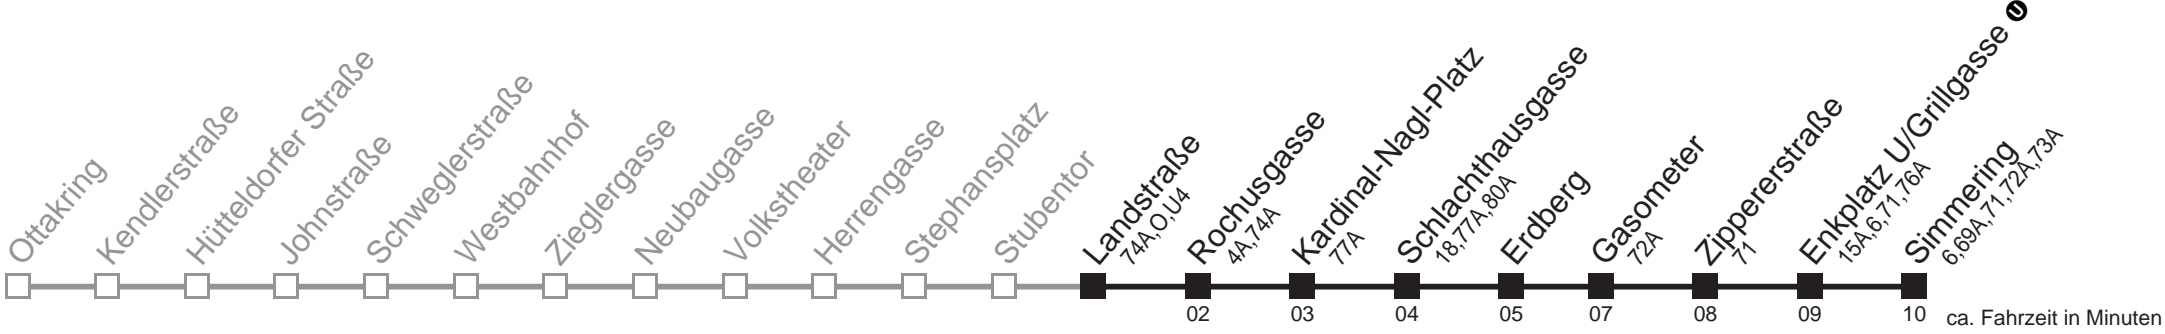 Ottakring
Kendlerstraße
Hütteldorfer Straße
Johnstraße
Schweglerstraße
Westbahnhof
Zieglergasse
Neubaugasse
Volkstheater
Herrengasse
Stephansplatz
Stubentor
Landstraße
74A,O,U4
Rochusgasse
4A,74A
Kardinal-Nagl-Platz
77A
Schlachthausgasse
18,77A,80A
Erdberg
Gasometer
72A
Zippererstraße
71
Enkplatz U/Grillgasse U
15A,6,71,76A
Simmering
6,69A,71,72A,73A
02 03 04 05 07 08 09 10 ca. Fahrzeit in Minuten